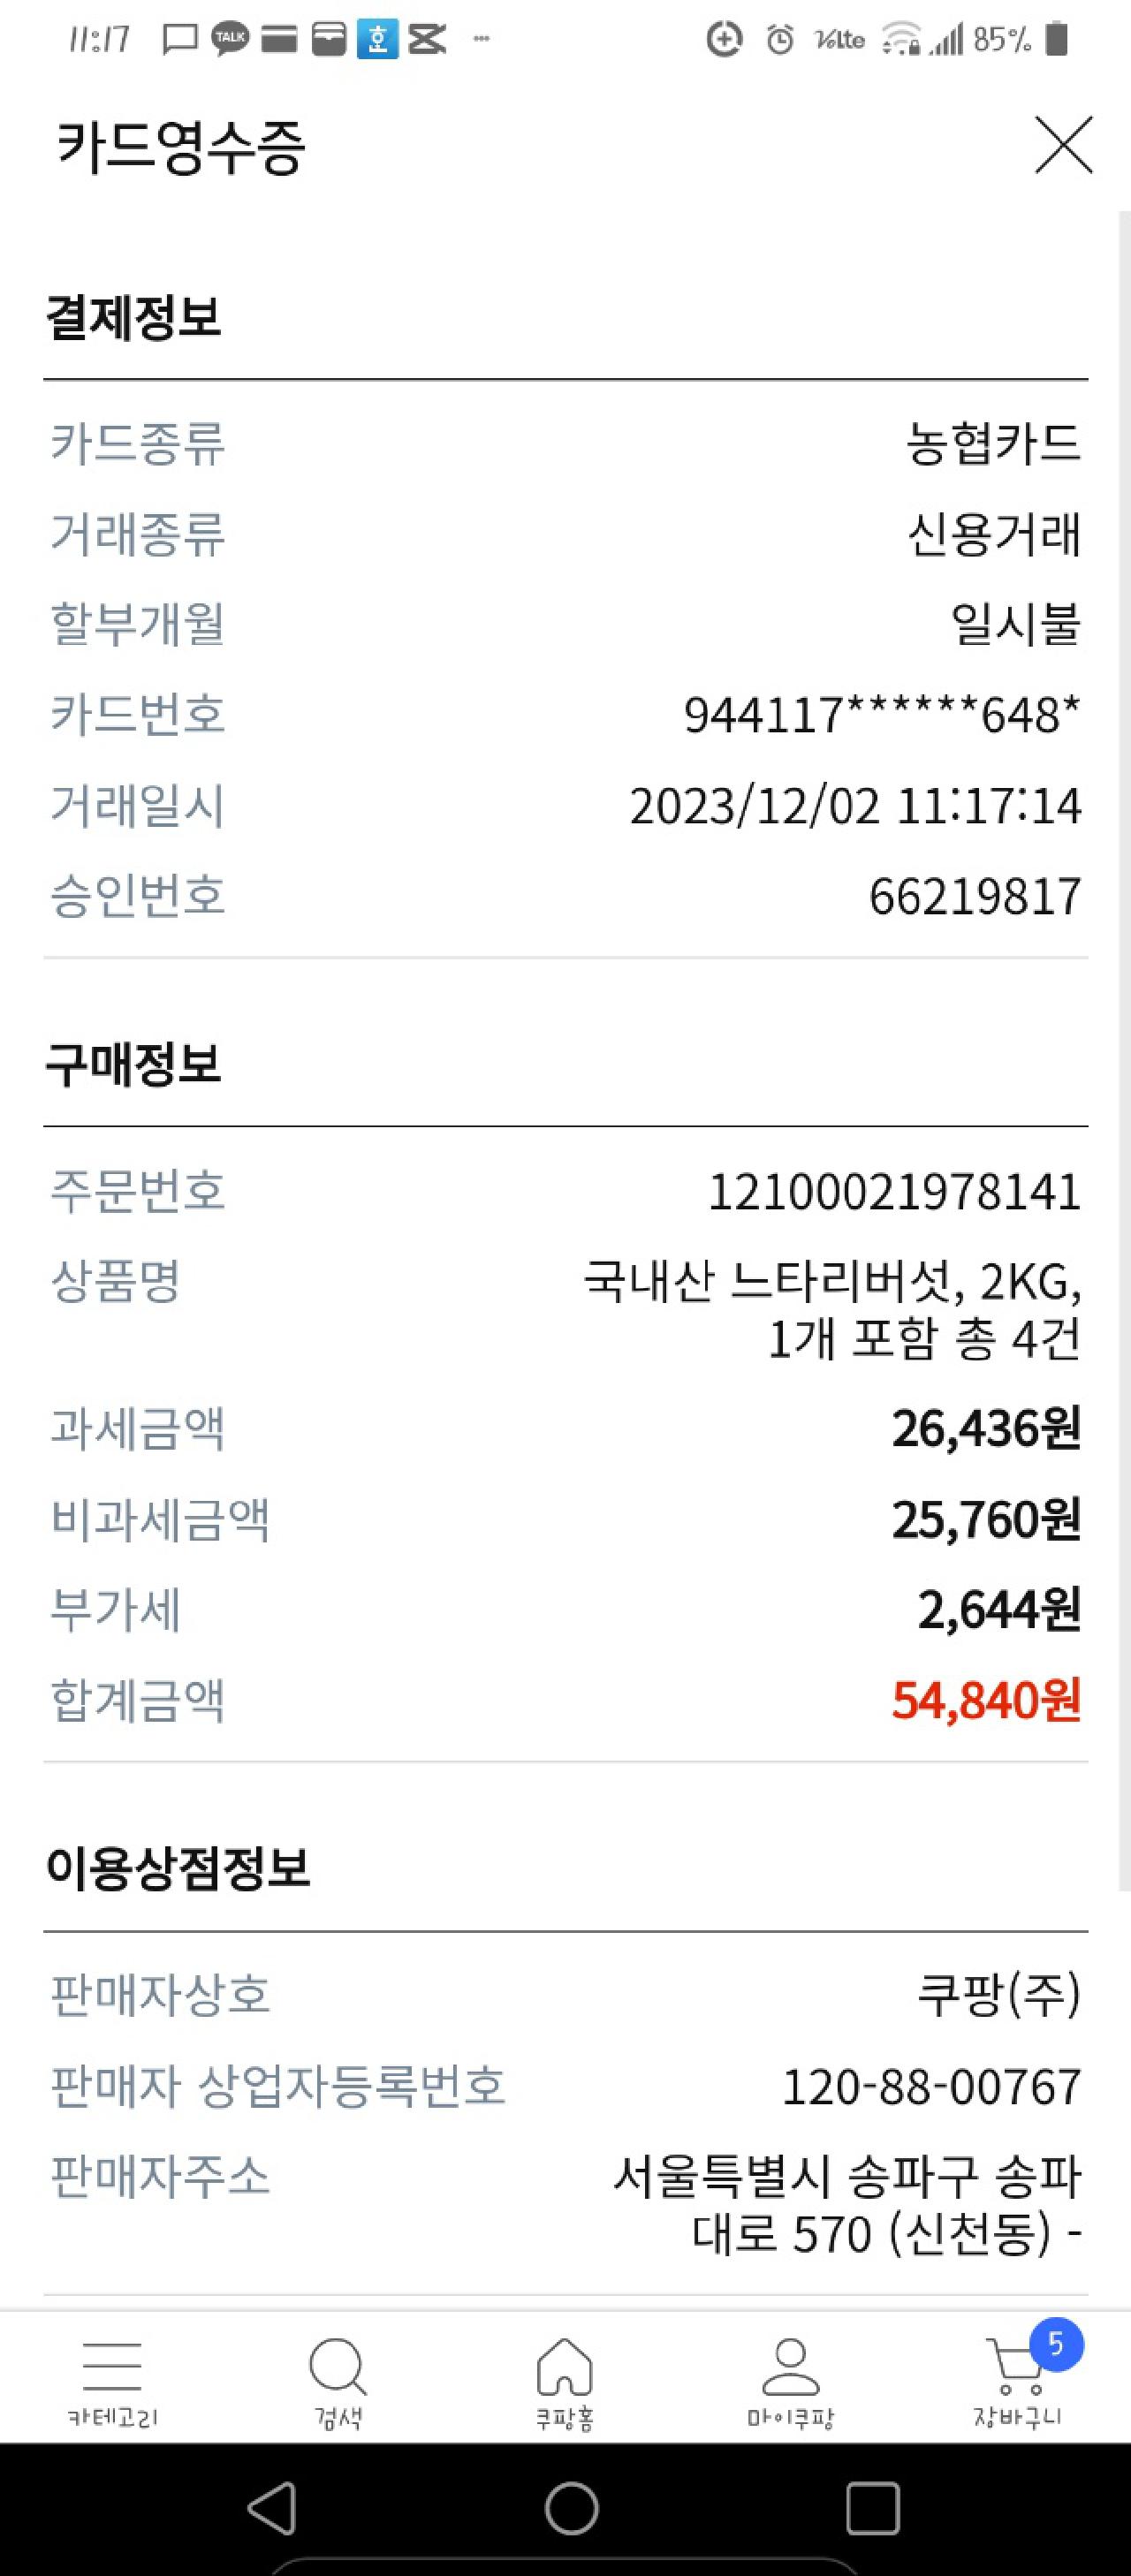 11:17 TALK 호 ... VoLte 85%
카드영수증
결제정보
카드종류 농협카드
거래종류 신용거래
할부개월 일시불
카드번호 944117******648*
거래일시 2023/12/02 11:17:14
승인번호 66219817
구매정보
주문번호 12100021978141
상품명 국내산 느타리버섯, 2KG,
1개 포함 총 4건
과세금액 26,436원
비과세금액 25,760원
부가세 2,644원
합계금액 54,840원
이용상점정보
판매자상호 쿠팡(주)
판매자 상업자등록번호 120-88-00767
판매자주소 서울특별시 송파구 송파
대로 570 (신천동) -
5
카테고리 검색 쿠팡홈 마이쿠팡 장바구니